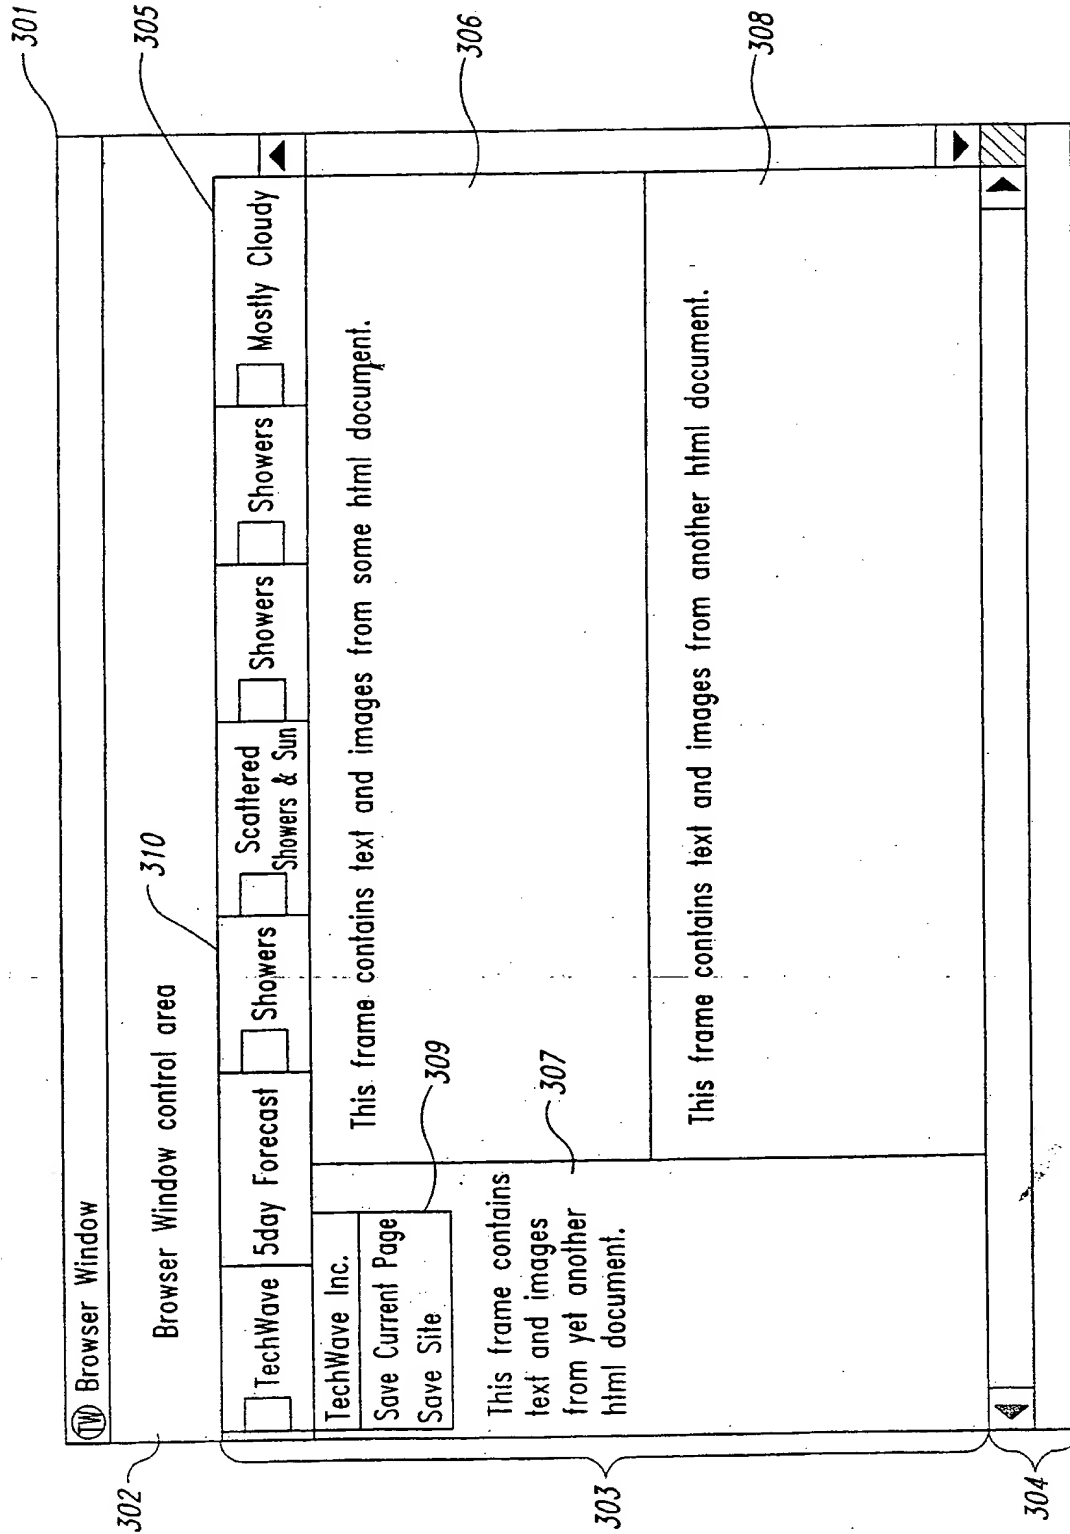 301
TW Browser Window
302
Browser Window control area
310
305
TechWave
5day Forecast
Showers
Scattered
Showers & Sun
Showers
Showers
Mostly Cloudy
TechWave Inc.
Save Current Page
Save Site
309
This frame contains text and images from some html document.
306
303
This frame contains
text and images
from yet another
html document.
307
This frame contains text and images from another html document.
308
304